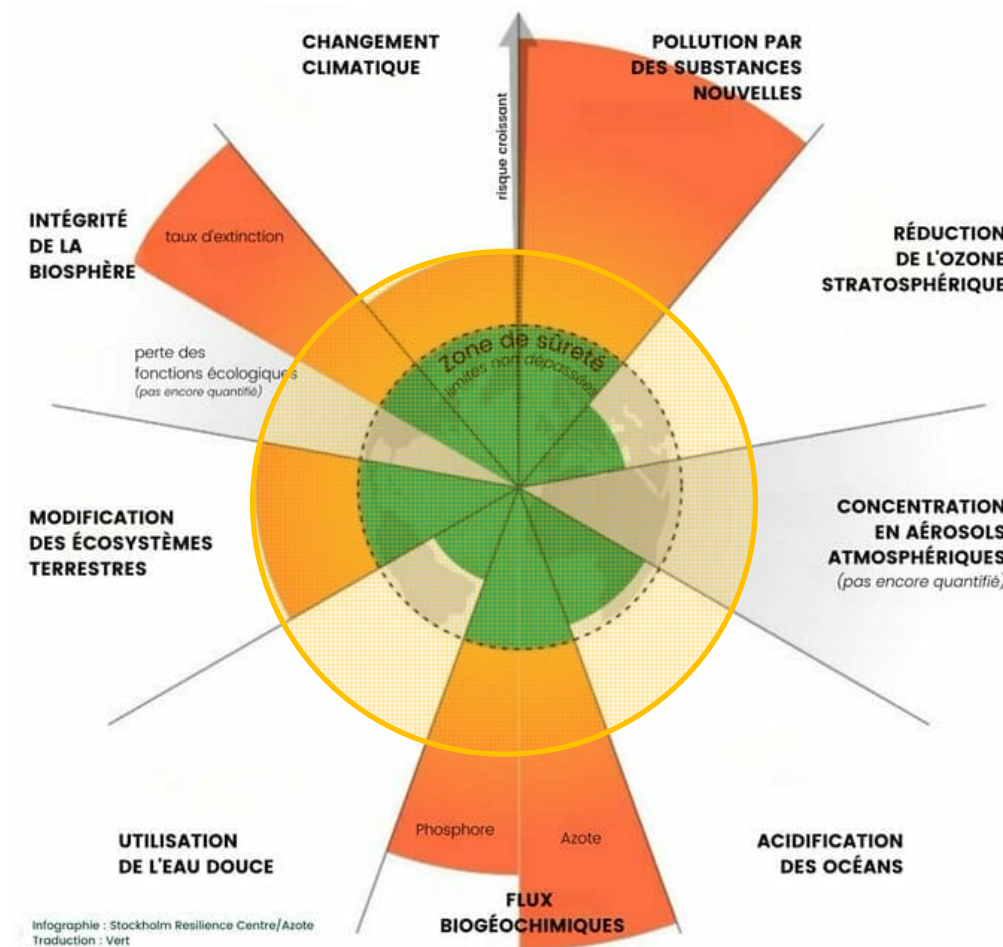 CHANGEMENT
CLIMATIQUE
POLLUTION PAR
DES SUBSTANCES
NOUVELLES
risque croissant
INTÉGRITÉ
DE LA
BIOSPHÈRE
taux d'extinction
RÉDUCTION
DE L'OZONE
STRATOSPHÉRIQUE
perte des
fonctions écologiques
(pas encore quantifié)
Zone de sûreté
limites non dépassées
MODIFICATION
DES ÉCOSYSTÈMES
TERRESTRES
CONCENTRATION
EN AÉROSOLS
ATMOSPHÉRIQUES
(pas encore quantifié)
UTILISATION
DE L'EAU DOUCE
Phosphore
Azote
ACIDIFICATION
DES OCÉANS
FLUX
BIOGÉOCHIMIQUES
Infographie : Stockholm Resilience Centre/Azote
Traduction : Vert